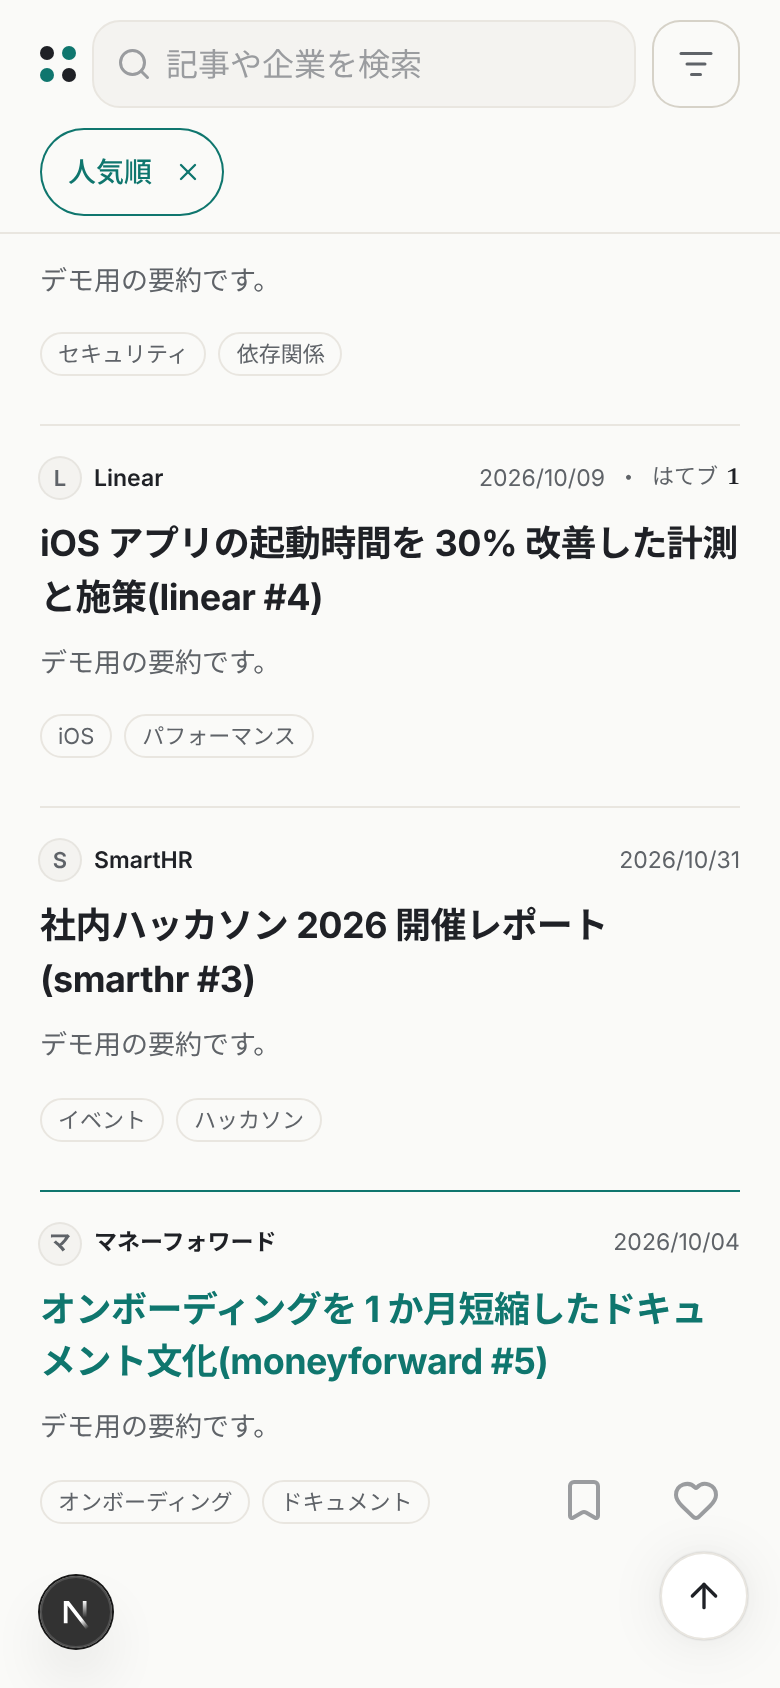 記事や企業を検索
人気順
デモ用の要約です。
セキュリティ 依存関係
L Linear 2026/10/09 ・ はてブ 1
iOS アプリの起動時間を 30% 改善した計測
と施策(linear #4)
デモ用の要約です。
iOS パフォーマンス
S SmartHR 2026/10/31
社内ハッカソン 2026 開催レポート
(smarthr #3)
デモ用の要約です。
イベント ハッカソン
マ マネーフォワード 2026/10/04
オンボーディングを 1 か月短縮したドキュ
メント文化(moneyforward #5)
デモ用の要約です。
オンボーディング ドキュメント
N